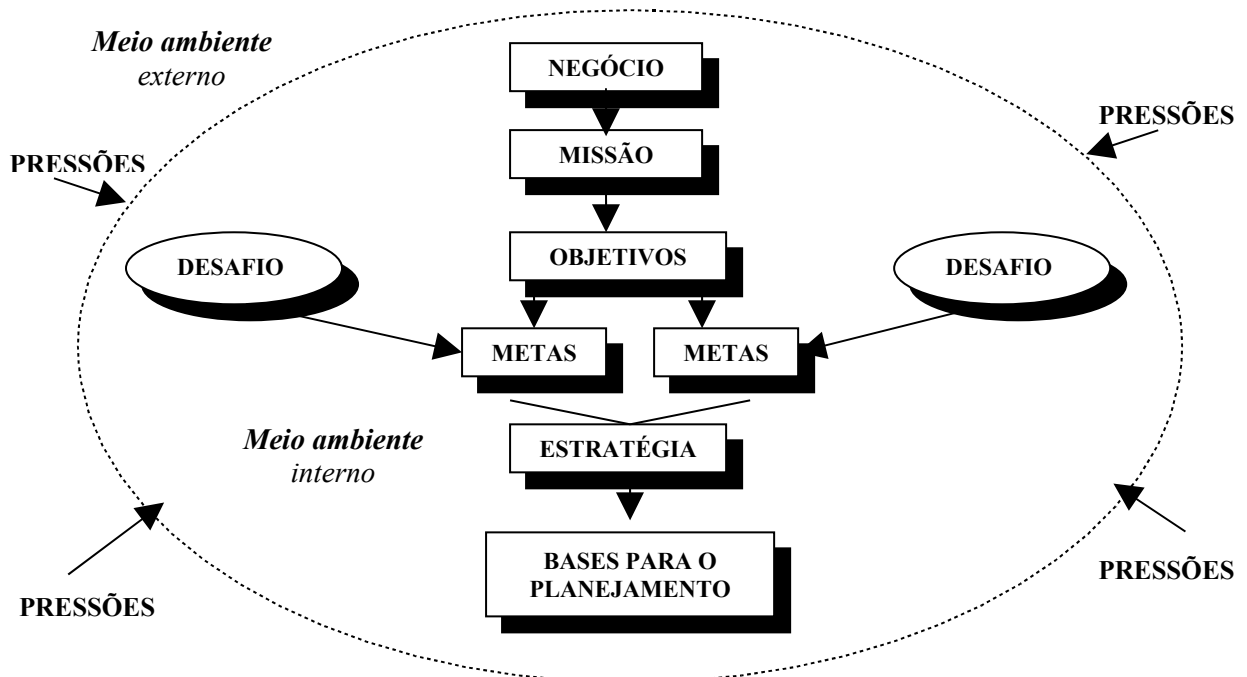 Meio ambiente
externo
NEGÓCIO
PRESSÕES
MISSÃO
PRESSÕES
DESAFIO
OBJETIVOS
DESAFIO
METAS
METAS
Meio ambiente
interno
ESTRATÉGIA
BASES PARA O
PLANEJAMENTO
PRESSÕES
PRESSÕES